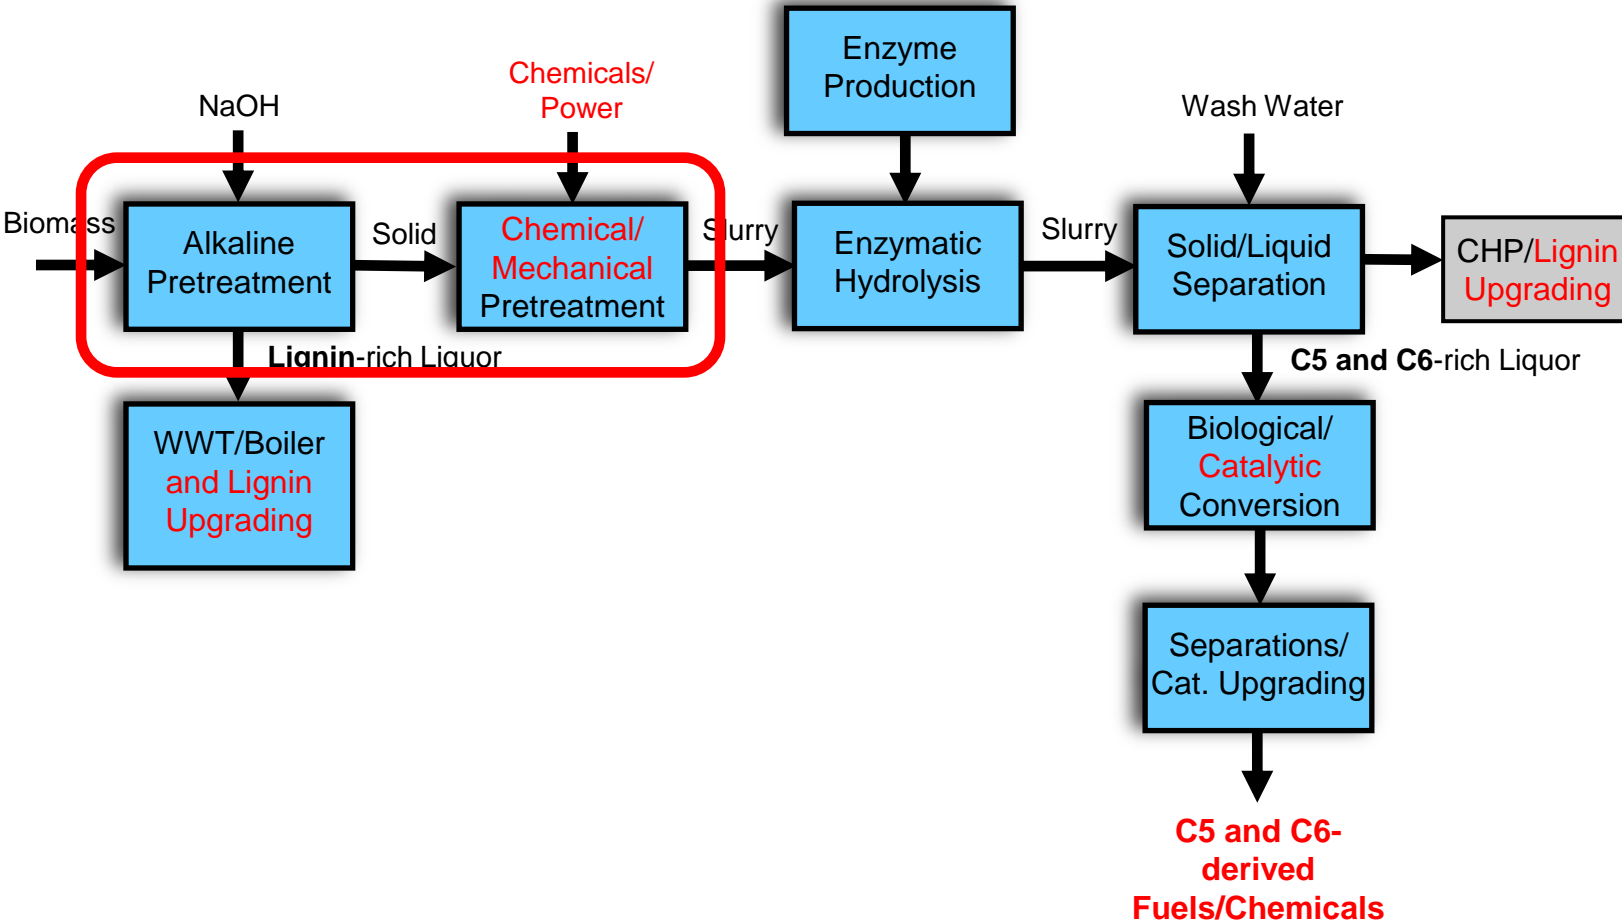 Enzyme
Production
Chemicals/
Power
NaOH
Wash Water
Biomass
Alkaline
Pretreatment
Solid
Chemical/
Mechanical
Pretreatment
Slurry
Enzymatic
Hydrolysis
Slurry
Solid/Liquid
Separation
CHP/Lignin
Upgrading
Lignin-rich Liquor
C5 and C6-rich Liquor
WWT/Boiler
and Lignin
Upgrading
Biological/
Catalytic
Conversion
Separations/
Cat. Upgrading
C5 and C6-
derived
Fuels/Chemicals